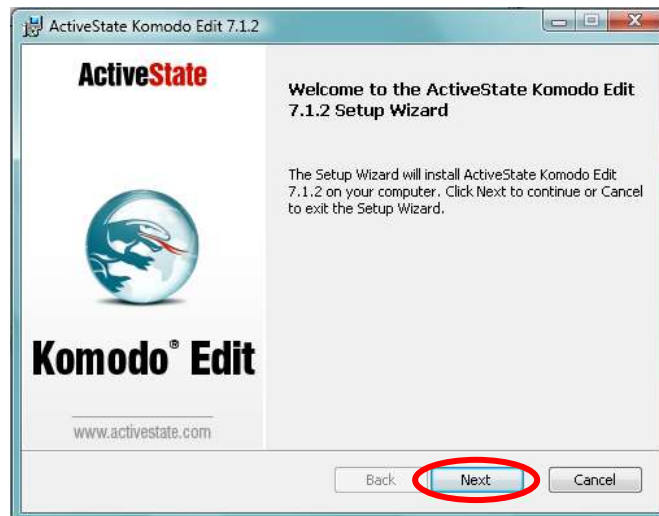 ActiveState Komodo Edit 7.1.2
ActiveState
Welcome to the ActiveState Komodo Edit
7.1.2 Setup Wizard
The Setup Wizard will install ActiveState Komodo Edit
7.1.2 on your computer. Click Next to continue or Cancel
to exit the Setup Wizard.
Komodo® Edit
www.activestate.com
Back Next Cancel